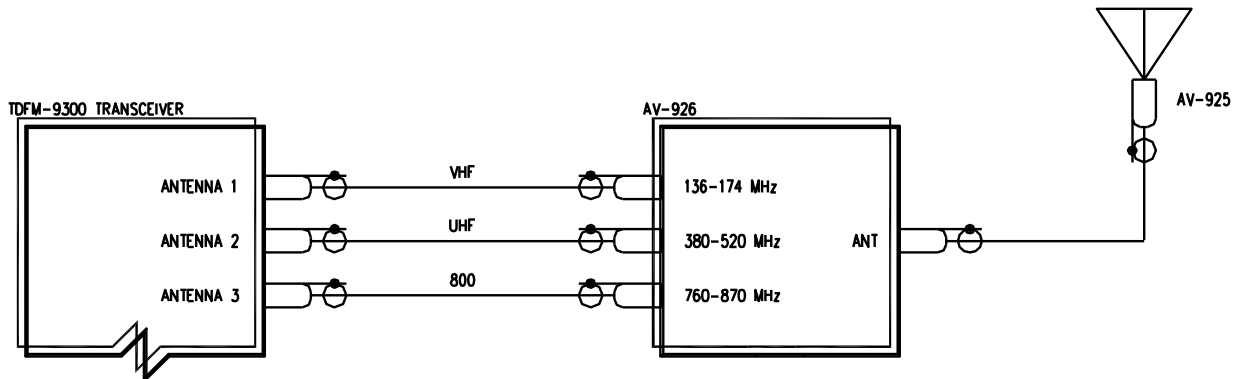 TDFM-9300 TRANSCEIVER
AV-926
AV-925
ANTENNA 1
VHF
136-174 MHz
ANTENNA 2
UHF
380-520 MHz
ANT
ANTENNA 3
800
760-870 MHz